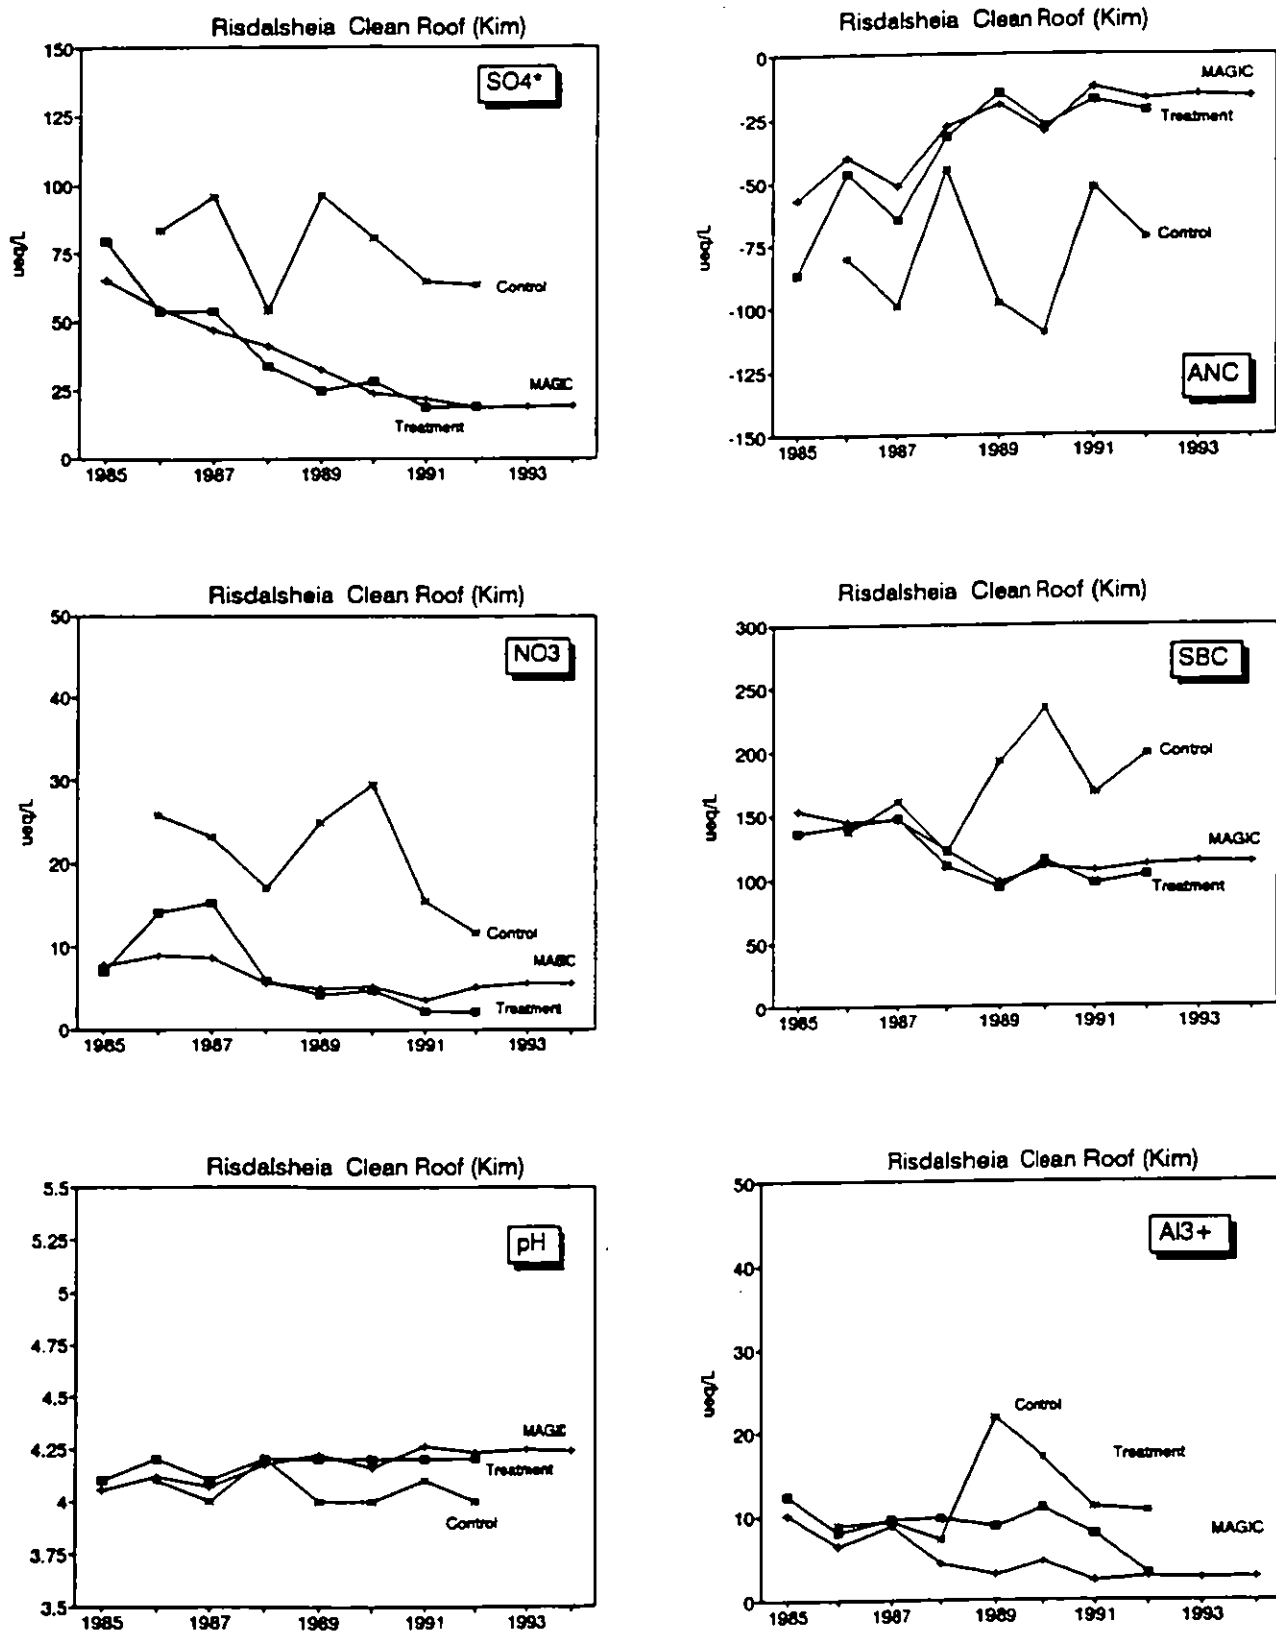 Risdalsheia Clean Roof (Kim)
SO4*
ueq/L
150
125
100
75
50
25
0
Control
MAGIC
Treatment
1985 1987 1989 1991 1993
Risdalsheia Clean Roof (Kim)
ANC
ueq/L
0
-25
-50
-75
-100
-125
-150
MAGIC
Treatment
Control
1985 1987 1989 1991 1993
Risdalsheia Clean Roof (Kim)
NO3
ueq/L
50
40
30
20
10
0
Control
MAGIC
Treatment
1985 1987 1989 1991 1993
Risdalsheia Clean Roof (Kim)
SBC
ueq/L
300
250
200
150
100
50
0
Control
MAGIC
Treatment
1985 1987 1989 1991 1993
Risdalsheia Clean Roof (Kim)
pH
5.5
5.25
5
4.75
4.5
4.25
4
3.75
3.5
MAGIC
Treatment
Control
1985 1987 1989 1991 1993
Risdalsheia Clean Roof (Kim)
Al3+
ueq/L
50
40
30
20
10
0
Control
Treatment
MAGIC
1985 1987 1989 1991 1993